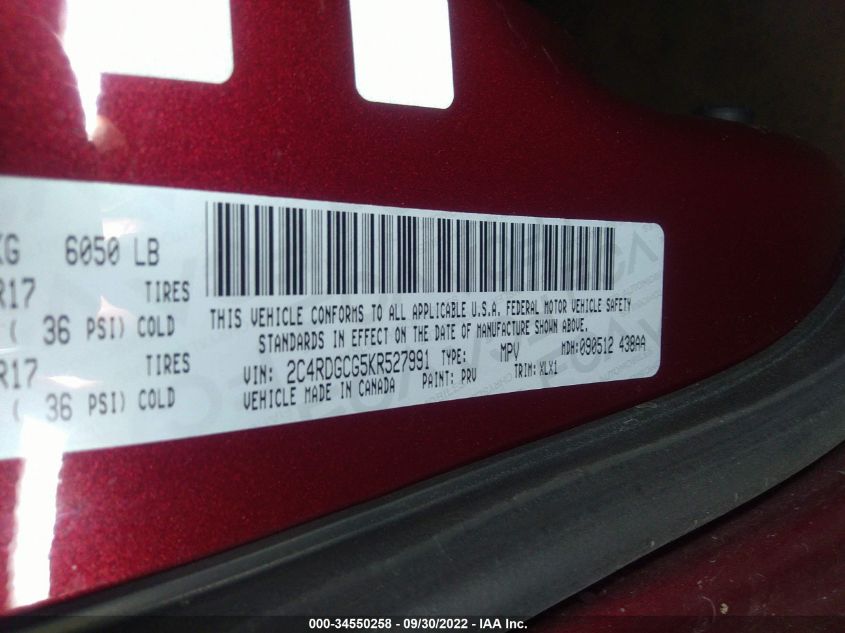 KG 6050 LB
R17 TIRES
( 36 PSI) COLD
R17 TIRES
( 36 PSI) COLD
THIS VEHICLE CONFORMS TO ALL APPLICABLE U.S.A. FEDERAL MOTOR VEHICLE SAFETY
STANDARDS IN EFFECT ON THE DATE OF MANUFACTURE SHOWN ABOVE.
VIN: 2C4RDGCG5KR527991 TYPE: MPV MDH:090512 438AA
VEHICLE MADE IN CANADA PAINT: PRV TRIM: XLX1
000-34550258 - 09/30/2022 - IAA Inc.